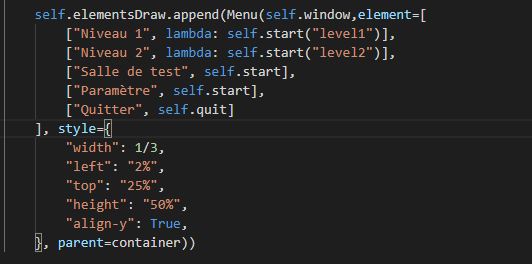 self.elementsDraw.append(Menu(self.window,element=[
["Niveau 1", lambda: self.start("level1")],
["Niveau 2", lambda: self.start("level2")],
["Salle de test", self.start],
["Paramètre", self.start],
["Quitter", self.quit]
], style={
"width": 1/3,
"left": "2%",
"top": "25%",
"height": "50%",
"align-y": True,
}, parent=container))